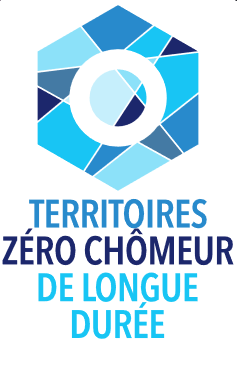 TERRITOIRES
ZÉRO CHÔMEUR
DE LONGUE
DURÉE